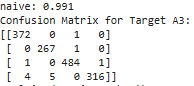 naive: 0.991
Confusion Matrix for Target A3:
[[372 0 1 0]
[ 0 267 1 0]
[ 1 0 484 1]
[ 4 5 0 316]]